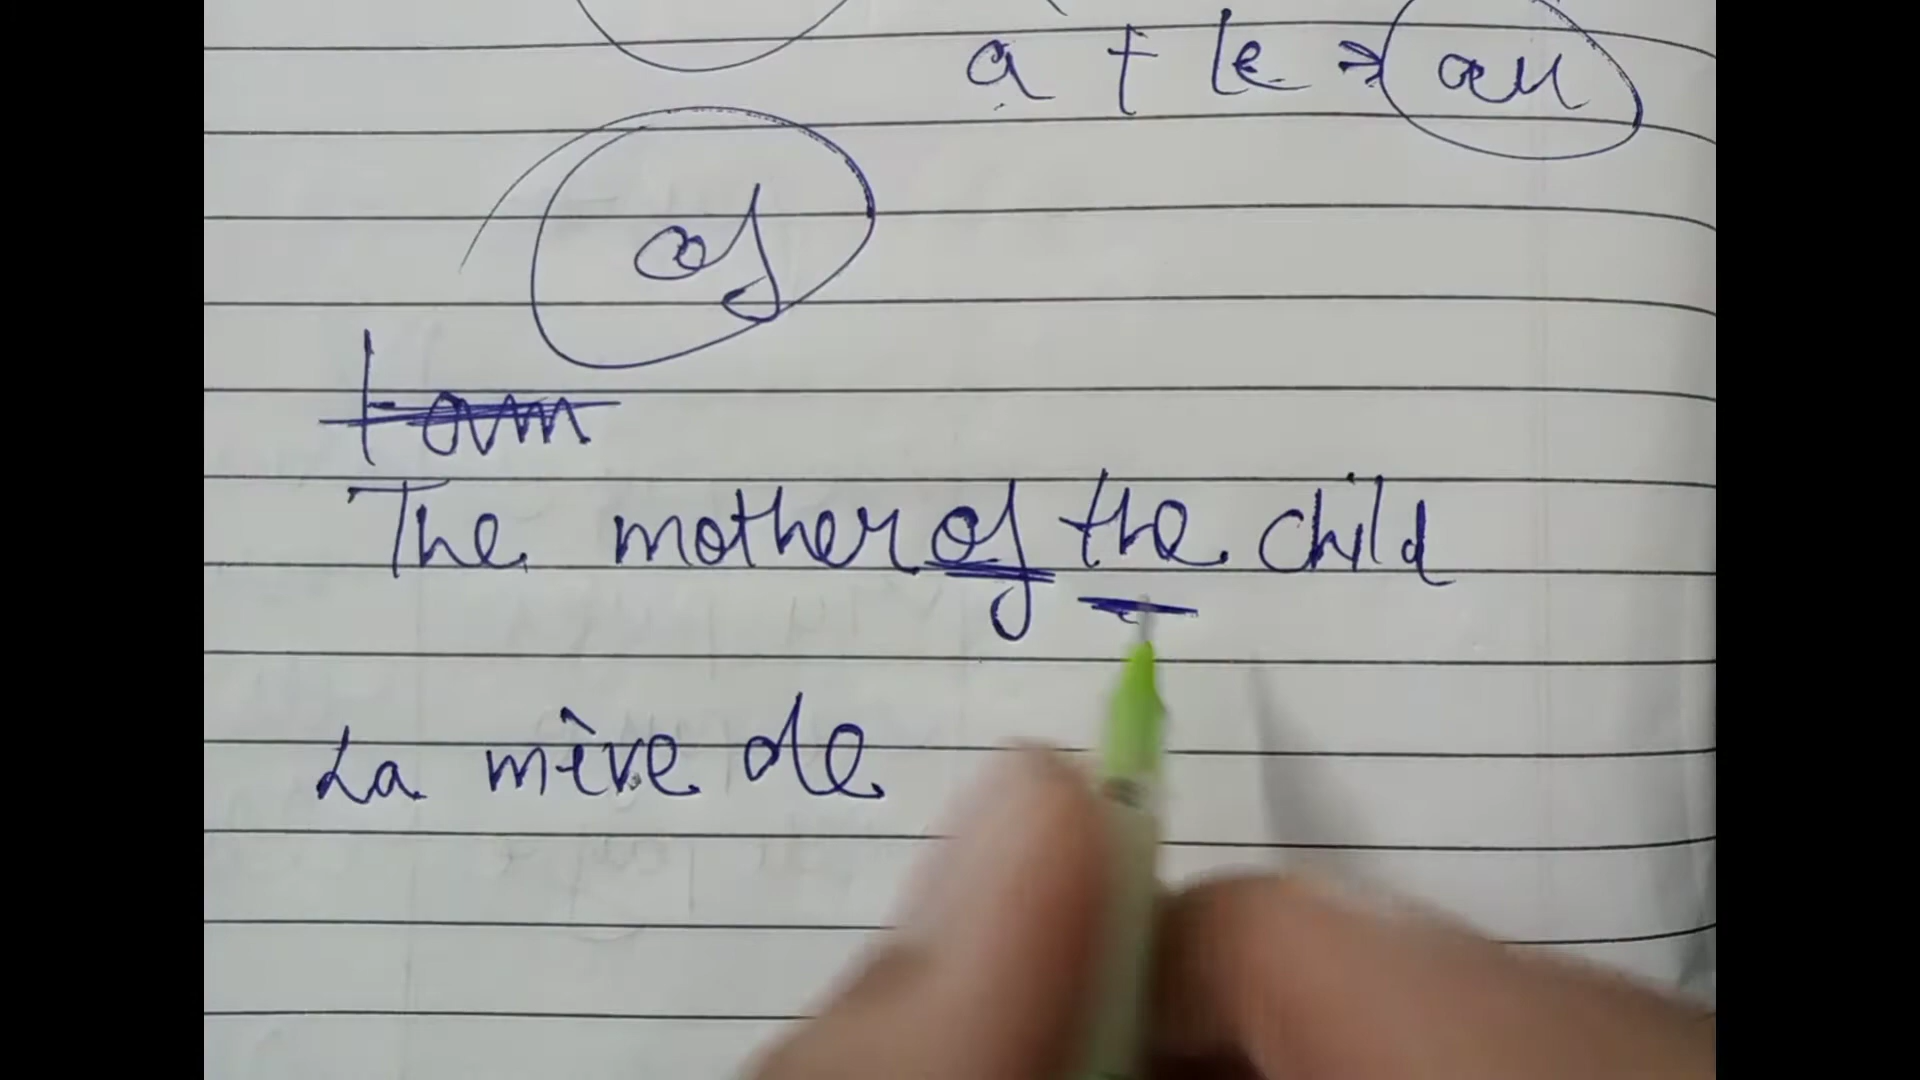 a + le ⇒ au
of
The mother of the child
La mère de